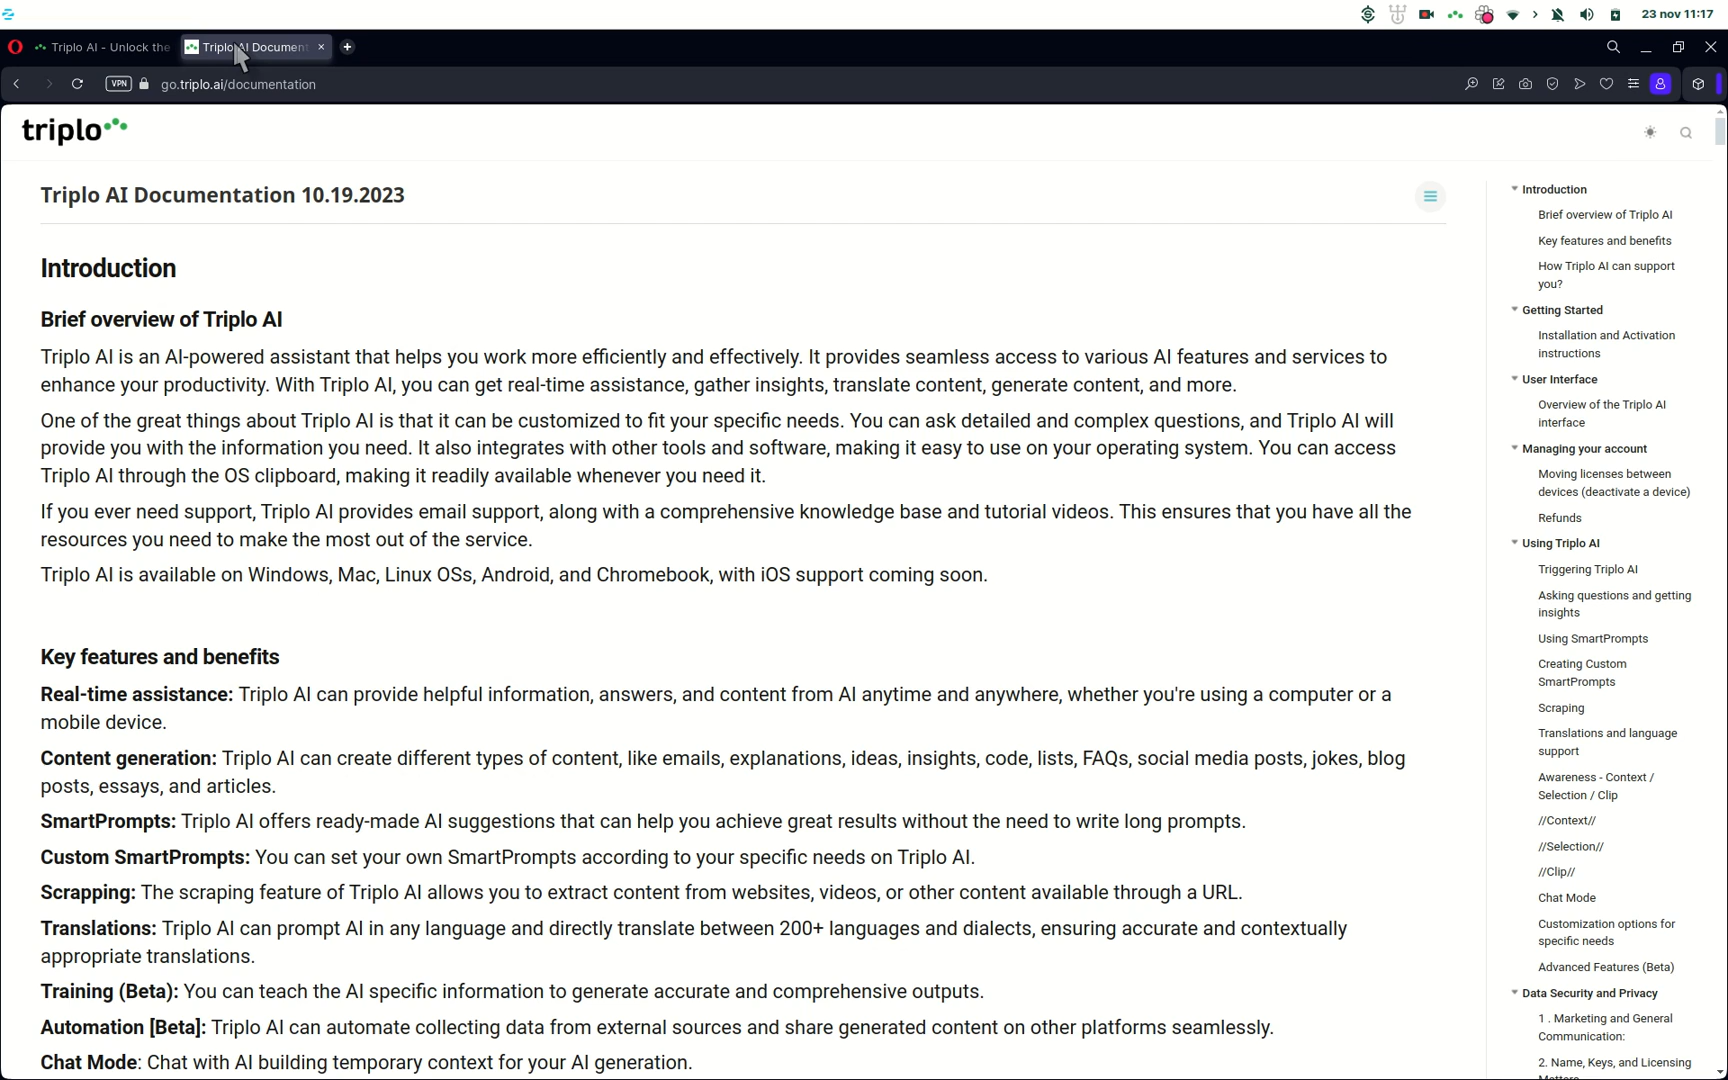 23 nov 11:17
Triplo AI - Unlock the
Triplo AI Document
VPN
go.triplo.ai/documentation
triplo
Triplo AI Documentation 10.19.2023
Introduction
Brief overview of Triplo AI
Triplo AI is an AI-powered assistant that helps you work more efficiently and effectively. It provides seamless access to various AI features and services to
enhance your productivity. With Triplo AI, you can get real-time assistance, gather insights, translate content, generate content, and more.
One of the great things about Triplo AI is that it can be customized to fit your specific needs. You can ask detailed and complex questions, and Triplo AI will
provide you with the information you need. It also integrates with other tools and software, making it easy to use on your operating system. You can access
Triplo AI through the OS clipboard, making it readily available whenever you need it.
If you ever need support, Triplo AI provides email support, along with a comprehensive knowledge base and tutorial videos. This ensures that you have all the
resources you need to make the most out of the service.
Triplo AI is available on Windows, Mac, Linux OSs, Android, and Chromebook, with iOS support coming soon.
Key features and benefits
Real-time assistance: Triplo AI can provide helpful information, answers, and content from AI anytime and anywhere, whether you're using a computer or a
mobile device.
Content generation: Triplo AI can create different types of content, like emails, explanations, ideas, insights, code, lists, FAQs, social media posts, jokes, blog
posts, essays, and articles.
SmartPrompts: Triplo AI offers ready-made AI suggestions that can help you achieve great results without the need to write long prompts.
Custom SmartPrompts: You can set your own SmartPrompts according to your specific needs on Triplo AI.
Scrapping: The scraping feature of Triplo AI allows you to extract content from websites, videos, or other content available through a URL.
Translations: Triplo AI can prompt AI in any language and directly translate between 200+ languages and dialects, ensuring accurate and contextually
appropriate translations.
Training (Beta): You can teach the AI specific information to generate accurate and comprehensive outputs.
Automation [Beta]: Triplo AI can automate collecting data from external sources and share generated content on other platforms seamlessly.
Chat Mode: Chat with AI building temporary context for your AI generation.
Introduction
Brief overview of Triplo AI
Key features and benefits
How Triplo AI can support
you?
Getting Started
Installation and Activation
instructions
User Interface
Overview of the Triplo AI
interface
Managing your account
Moving licenses between
devices (deactivate a device)
Refunds
Using Triplo AI
Triggering Triplo AI
Asking questions and getting
insights
Using SmartPrompts
Creating Custom
SmartPrompts
Scraping
Translations and language
support
Awareness - Context /
Selection / Clip
//Context//
//Selection//
//Clip//
Chat Mode
Customization options for
specific needs
Advanced Features (Beta)
Data Security and Privacy
1 . Marketing and General
Communication:
2. Name, Keys, and Licensing